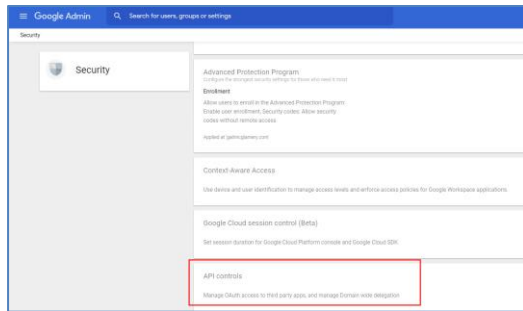 Google Admin
Search for users, groups or settings
Security
Security
Advanced Protection Program
Configure the strongest security settings for those who need it most
Enrollment
Allow users to enroll in the Advanced Protection Program:
Enable user enrollment, Security codes: Allow security
codes without remote access
Applied at
Context-Aware Access
Use device and user identification to manage access levels and enforce access policies for Google Workspace applications.
Google Cloud session control (Beta)
Set session duration for Google Cloud Platform console and Google Cloud SDK
API controls
Manage OAuth access to third party apps, and manage Domain-wide delegation